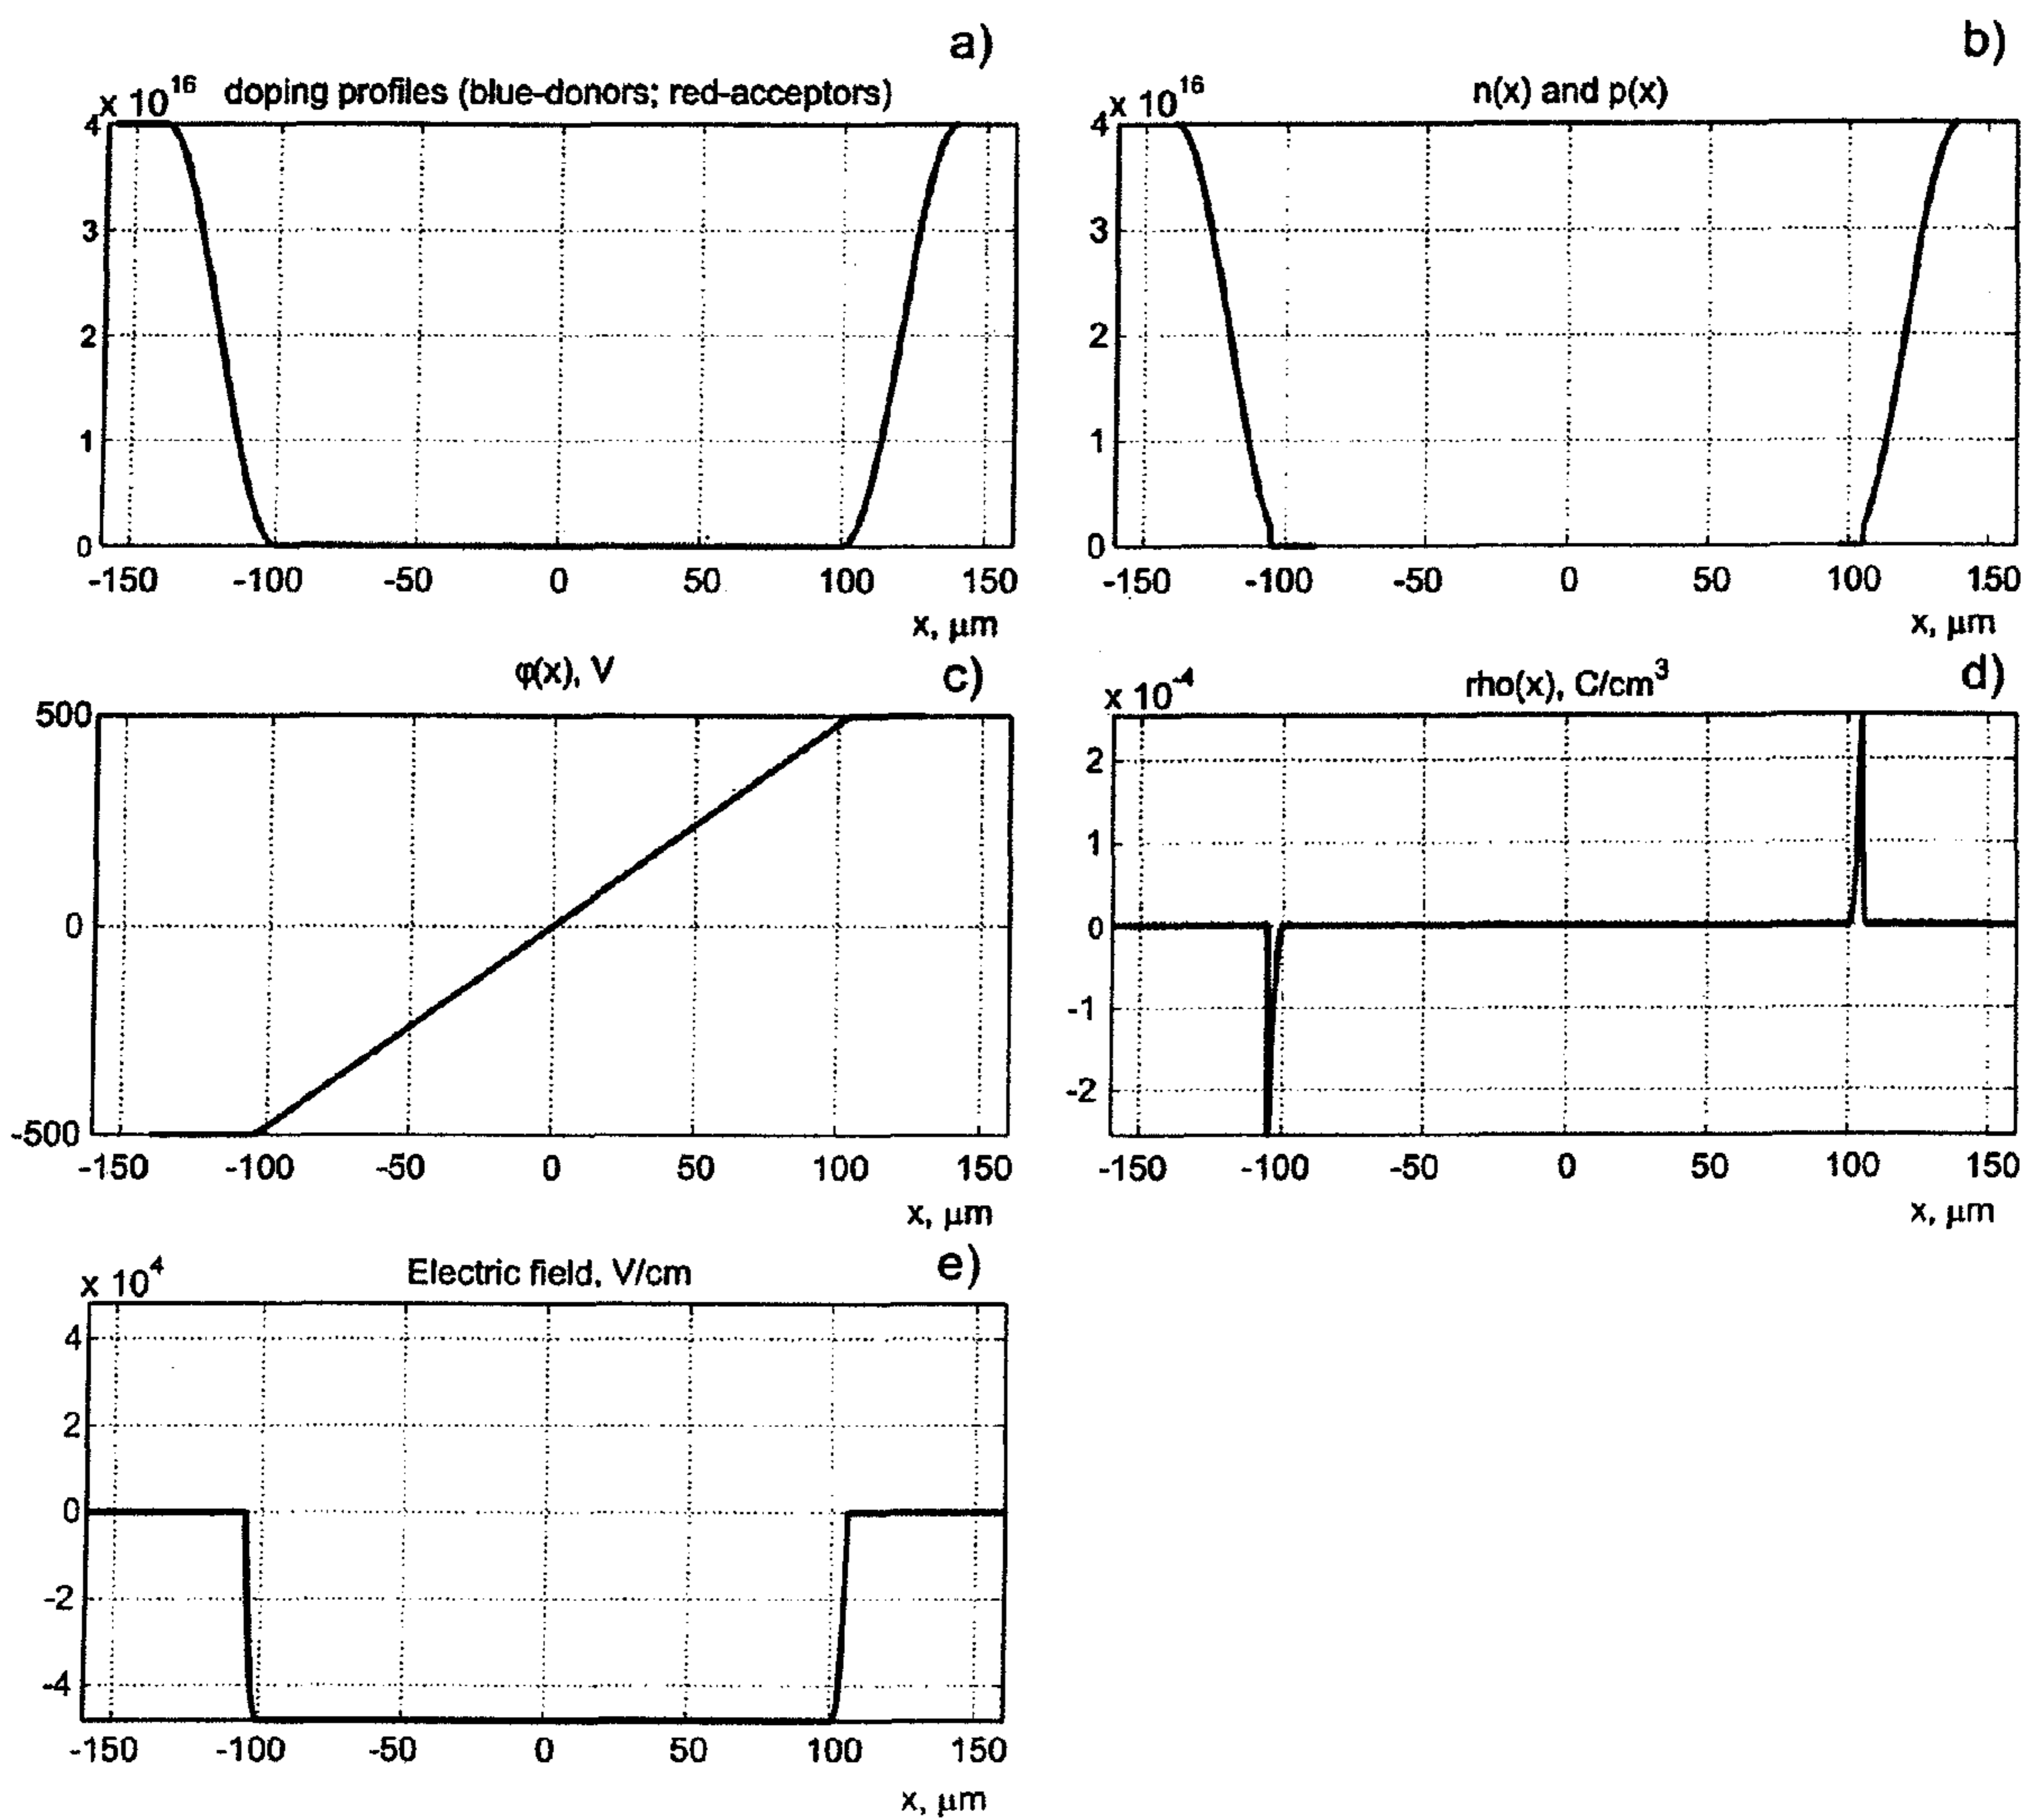 a)
x 10^16 doping profiles (blue-donors; red-acceptors)
4
3
2
1
0
-150 -100 -50 0 50 100 150
x, μm
b)
x 10^16 n(x) and p(x)
4
3
2
1
0
-150 -100 -50 0 50 100 150
x, μm
c)
φ(x), V
500
0
-500
-150 -100 -50 0 50 100 150
x, μm
d)
x 10^-4 rho(x), C/cm^3
2
1
0
-1
-2
-150 -100 -50 0 50 100 150
x, μm
e)
x 10^4 Electric field, V/cm
4
2
0
-2
-4
-150 -100 -50 0 50 100 150
x, μm